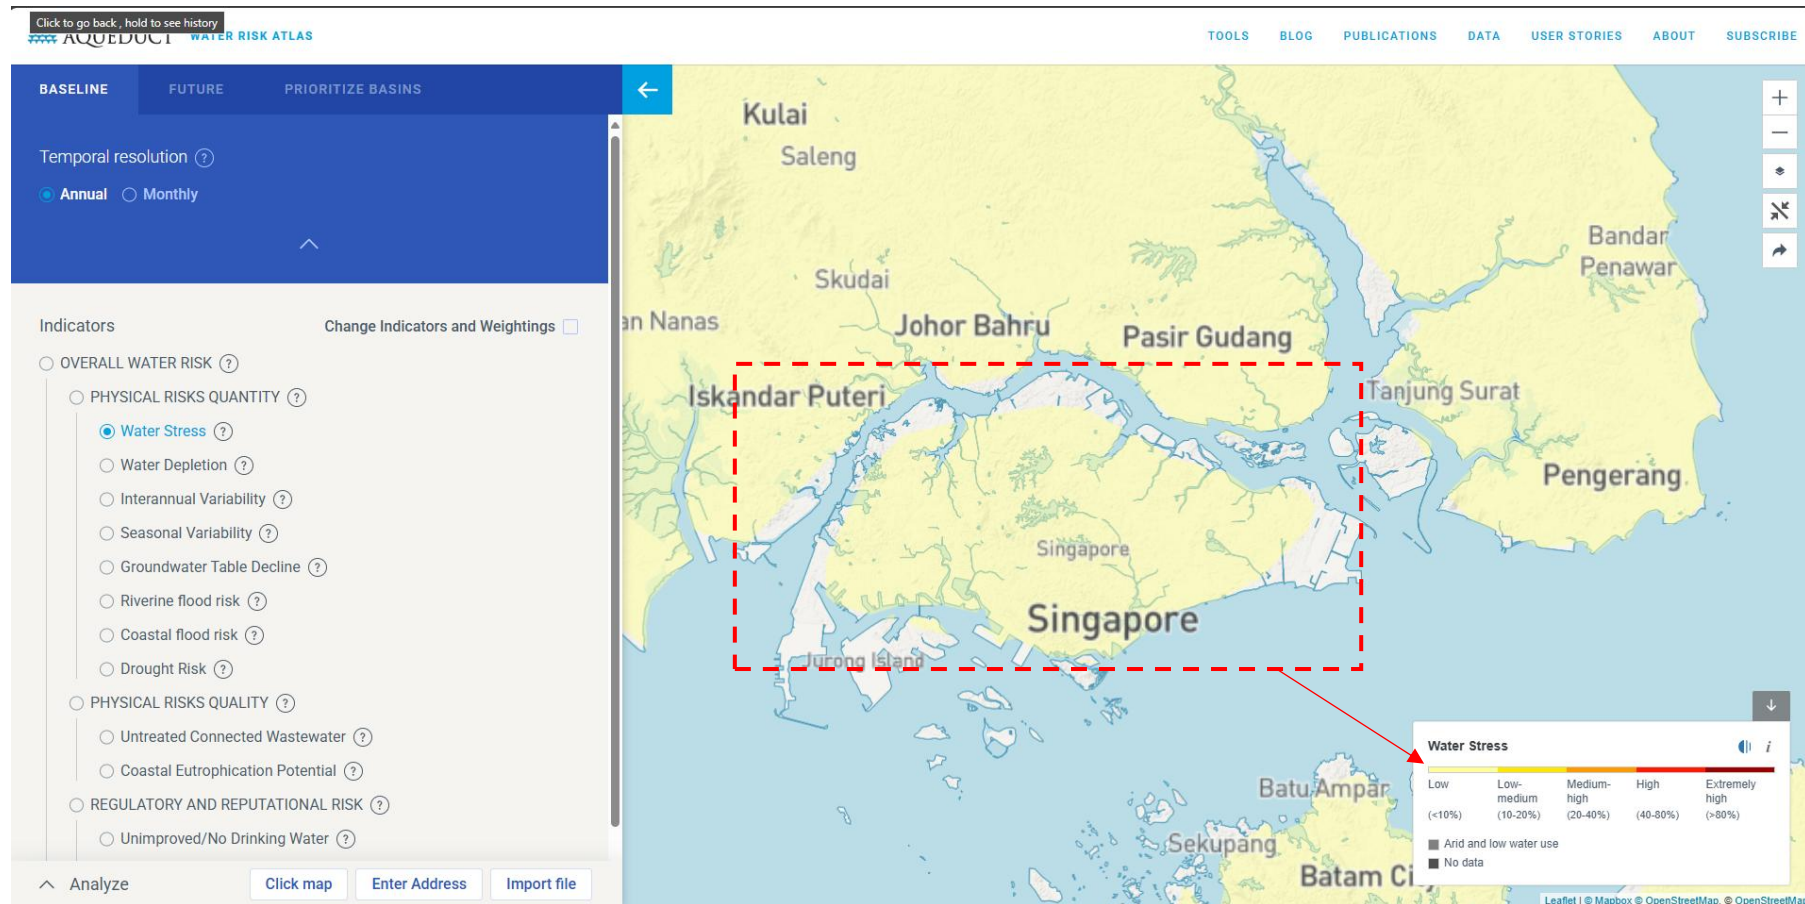 Click to go back, hold to see history
AQUEDUCT WATER RISK ATLAS
TOOLS BLOG PUBLICATIONS DATA USER STORIES ABOUT SUBSCRIBE
BASELINE FUTURE PRIORITIZE BASINS
Temporal resolution ?
Annual Monthly
Indicators Change Indicators and Weightings
OVERALL WATER RISK ?
PHYSICAL RISKS QUANTITY ?
Water Stress ?
Water Depletion ?
Interannual Variability ?
Seasonal Variability ?
Groundwater Table Decline ?
Riverine flood risk ?
Coastal flood risk ?
Drought Risk ?
PHYSICAL RISKS QUALITY ?
Untreated Connected Wastewater ?
Coastal Eutrophication Potential ?
REGULATORY AND REPUTATIONAL RISK ?
Unimproved/No Drinking Water ?
Analyze Click map Enter Address Import file
Kulai
Saleng
Skudai
Bandar
Penawar
an Nanas
Johor Bahru
Pasir Gudang
Iskandar Puteri
Tanjung Surat
Pengerang
Singapore
Singapore
Jurong Island
Batu Ampar
Sekupang
Batam Ci
Water Stress i
Low Low-medium Medium-high High Extremely high
(<10%) (10-20%) (20-40%) (40-80%) (>80%)
Arid and low water use
No data
Leaflet | © Mapbox © OpenStreetMap, © OpenStreetMap